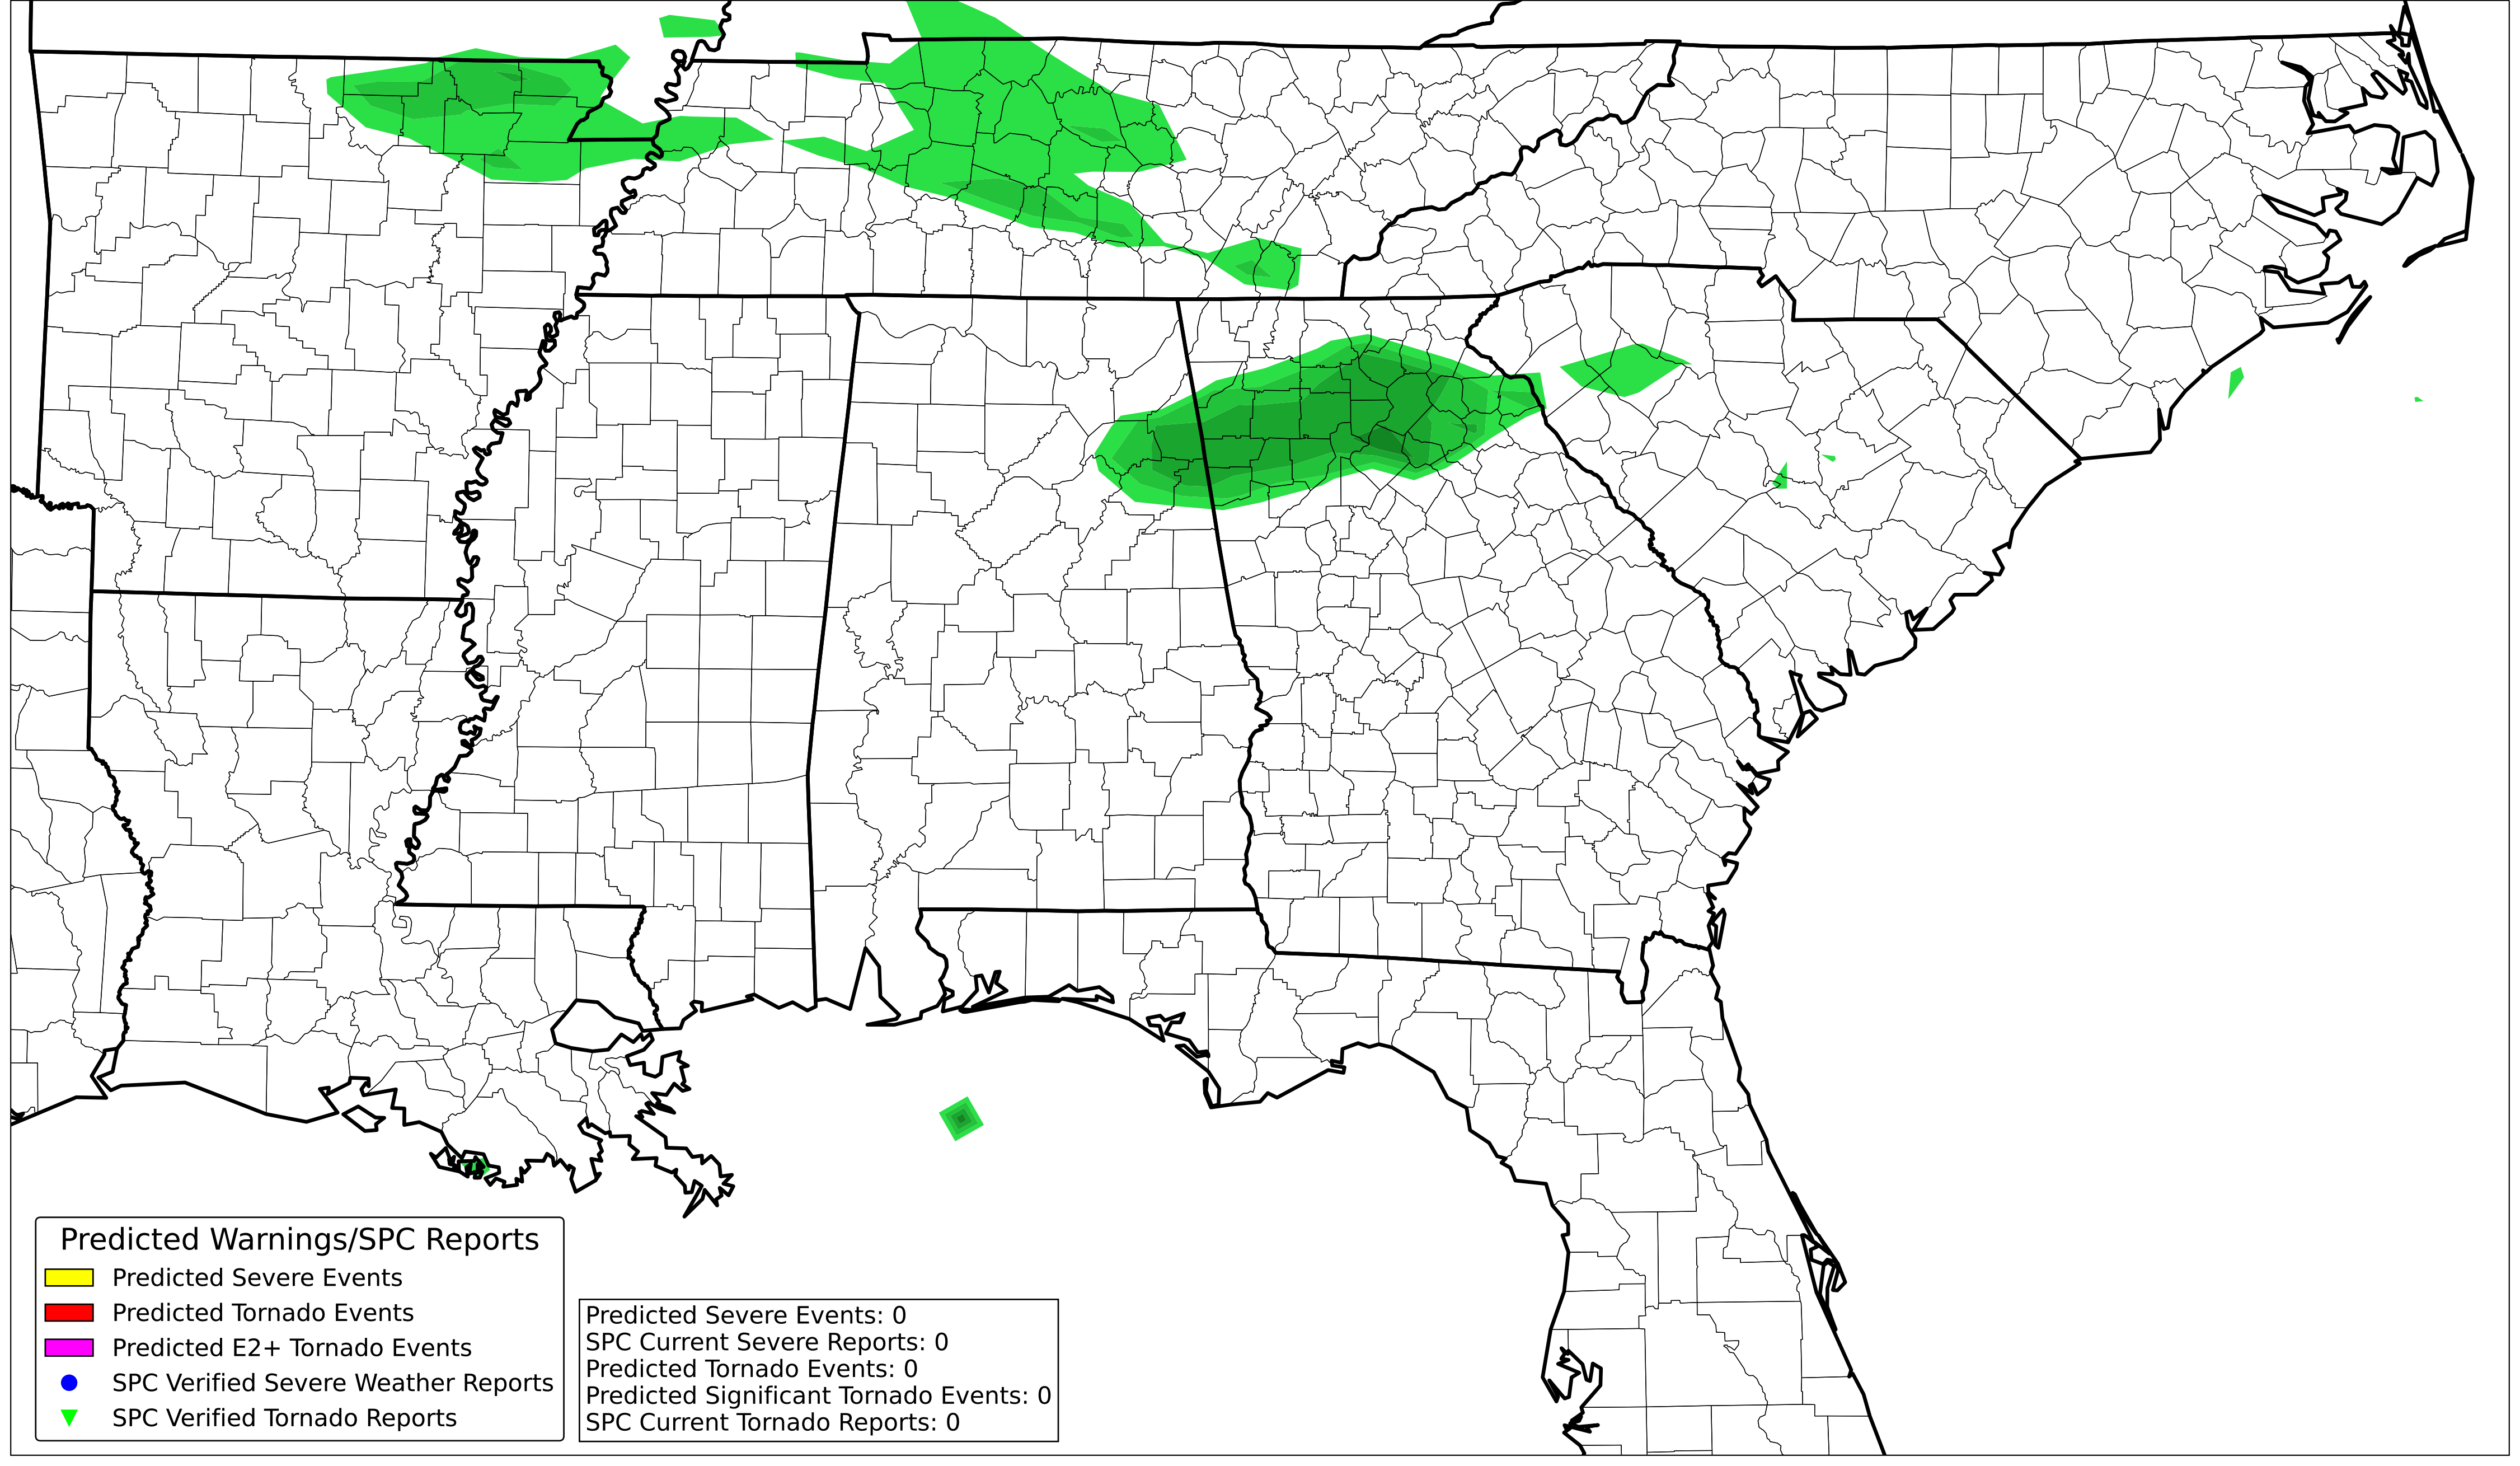 Predicted Warnings/SPC Reports
Predicted Severe Events
Predicted Tornado Events
Predicted E2+ Tornado Events
SPC Verified Severe Weather Reports
SPC Verified Tornado Reports
Predicted Severe Events: 0
SPC Current Severe Reports: 0
Predicted Tornado Events: 0
Predicted Significant Tornado Events: 0
SPC Current Tornado Reports: 0